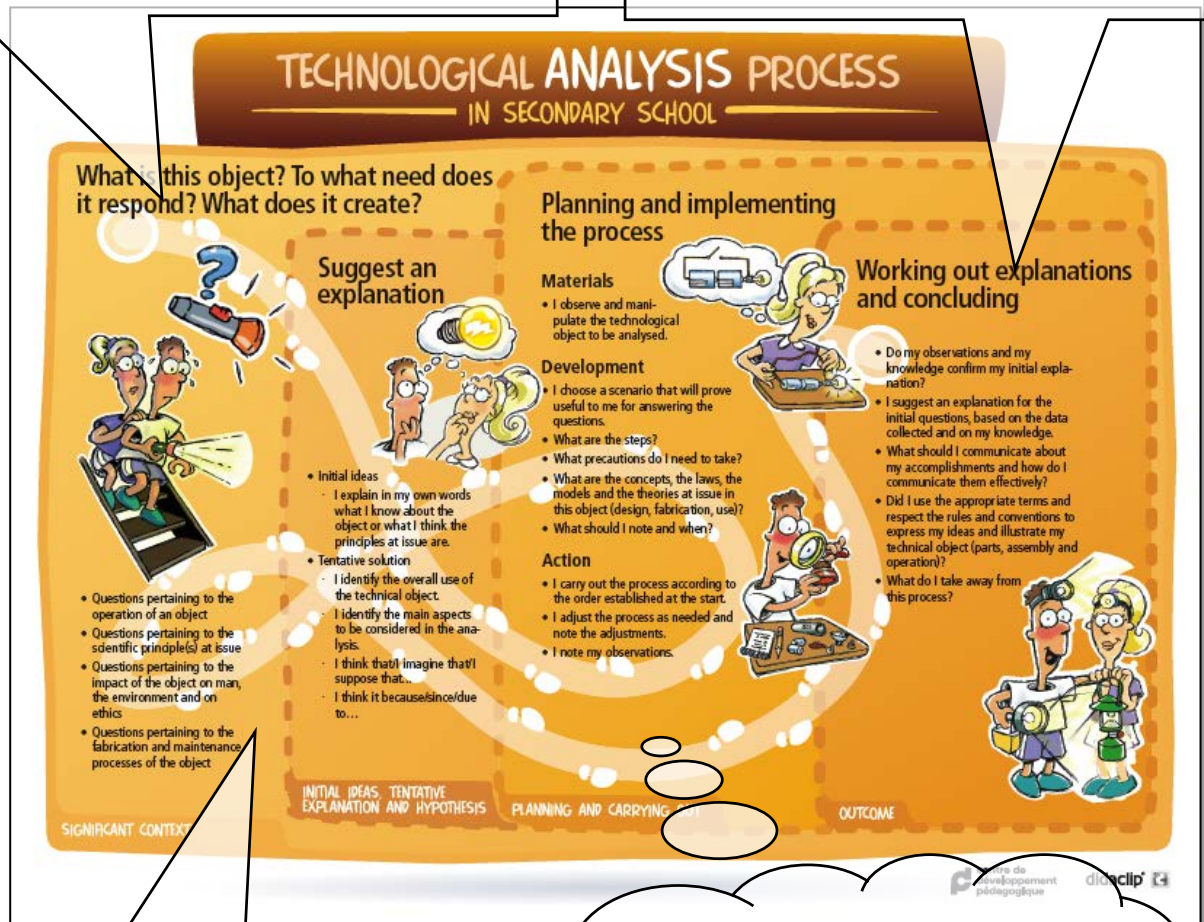 TECHNOLOGICAL ANALYSIS PROCESS
IN SECONDARY SCHOOL
What is this object? To what need does
it respond? What does it create?
• Questions pertaining to the
operation of an object
• Questions pertaining to the
scientific principle(s) at issue
• Questions pertaining to the
impact of the object on man,
the environment and on
ethics
• Questions pertaining to the
fabrication and maintenance
processes of the object
SIGNIFICANT CONTEXT
Suggest an
explanation
• Initial ideas
· I explain in my own words
what I know about the
object or what I think the
principles at issue are.
• Tentative solution
· I identify the overall use of
the technical object.
· I identify the main aspects
to be considered in the ana-
lysis.
· I think that/I imagine that/I
suppose that...
· I think it because/since/due
to...
INITIAL IDEAS, TENTATIVE
EXPLANATION AND HYPOTHESIS
Planning and implementing
the process
Materials
• I observe and mani-
pulate the technological
object to be analysed.
Development
• I choose a scenario that will prove
useful to me for answering the
questions.
• What are the steps?
• What precautions do I need to take?
• What are the concepts, the laws, the
models and the theories at issue in
this object (design, fabrication, use)?
• What should I note and when?
Action
• I carry out the process according to
the order established at the start.
• I adjust the process as needed and
note the adjustments.
• I note my observations.
PLANNING AND CARRYING OUT
Working out explanations
and concluding
• Do my observations and my
knowledge confirm my initial expla-
nation?
• I suggest an explanation for the
initial questions, based on the data
collected and on my knowledge.
• What should I communicate about
my accomplishments and how do I
communicate them effectively?
• Did I use the appropriate terms and
respect the rules and conventions to
express my ideas and illustrate my
technical object (parts, assembly and
operation)?
• What do I take away from
this process?
OUTCOME
centre de
développement
pédagogique
didaclip